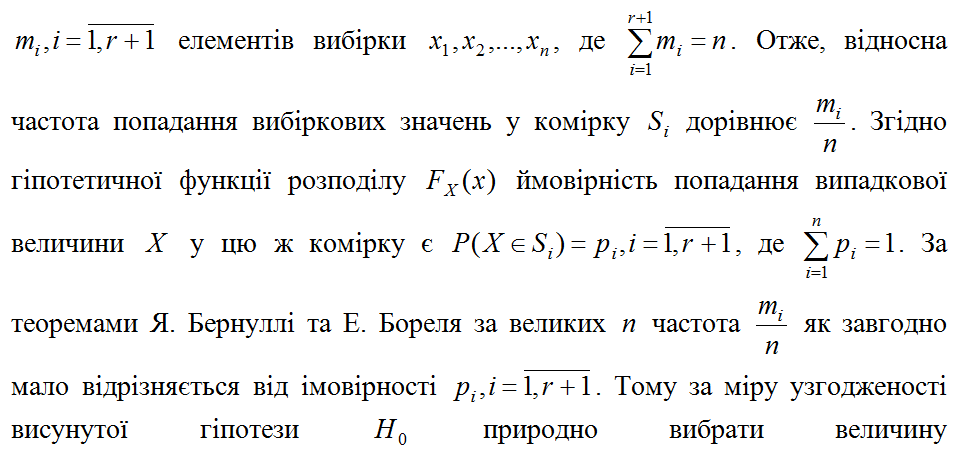 m_i, i = \overline{1, r+1} елементів вибірки x_1, x_2, ..., x_n, де \sum_{i=1}^{r+1} m_i = n. Отже, відносна
частота попадання вибіркових значень у комірку S_i дорівнює \frac{m_i}{n}. Згідно
гіпотетичної функції розподілу F_X(x) ймовірність попадання випадкової
величини X у цю ж комірку є P(X ∈ S_i) = p_i, i = \overline{1, r+1}, де \sum_{i=1}^{n} p_i = 1. За
теоремами Я. Бернуллі та Е. Бореля за великих n частота \frac{m_i}{n} як завгодно
мало відрізняється від імовірності p_i, i = \overline{1, r+1}. Тому за міру узгодженості
висунутої гіпотези H_0 природно вибрати величину